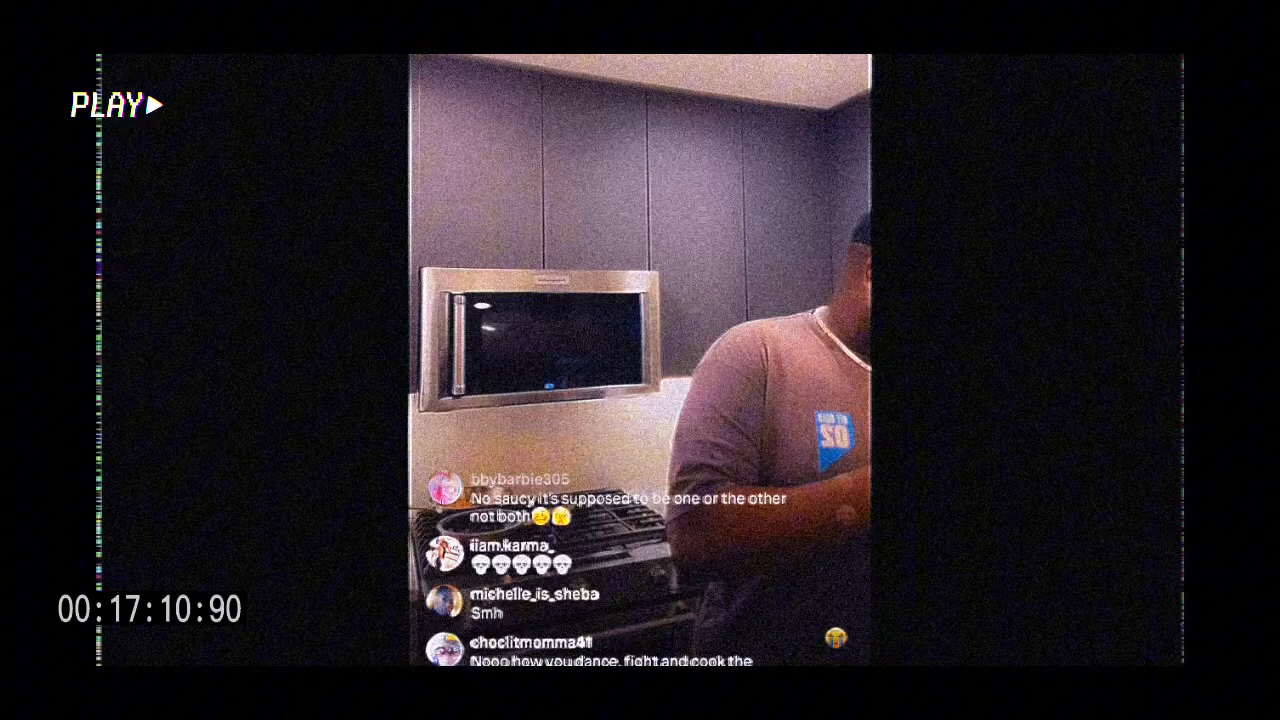 PLAY
bbybarbie305
No saucy it's supposed to be one or the other
not both🥴🫣
iiam.karma_
💀💀💀💀💀
michelle_is_sheba
Smh
choclitmomma41
Nooo how you dance, fight and cook the
00:17:10:90